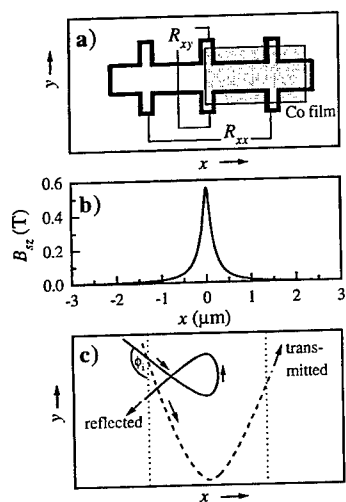 a)
R_xy
y
Co film
R_xx
x
b)
B_sz (T)
0.6
0.4
0.2
0.0
-3 -2 -1 0 1 2 3
x (μm)
c)
ϕ_i
trans-
mitted
reflected
y
x